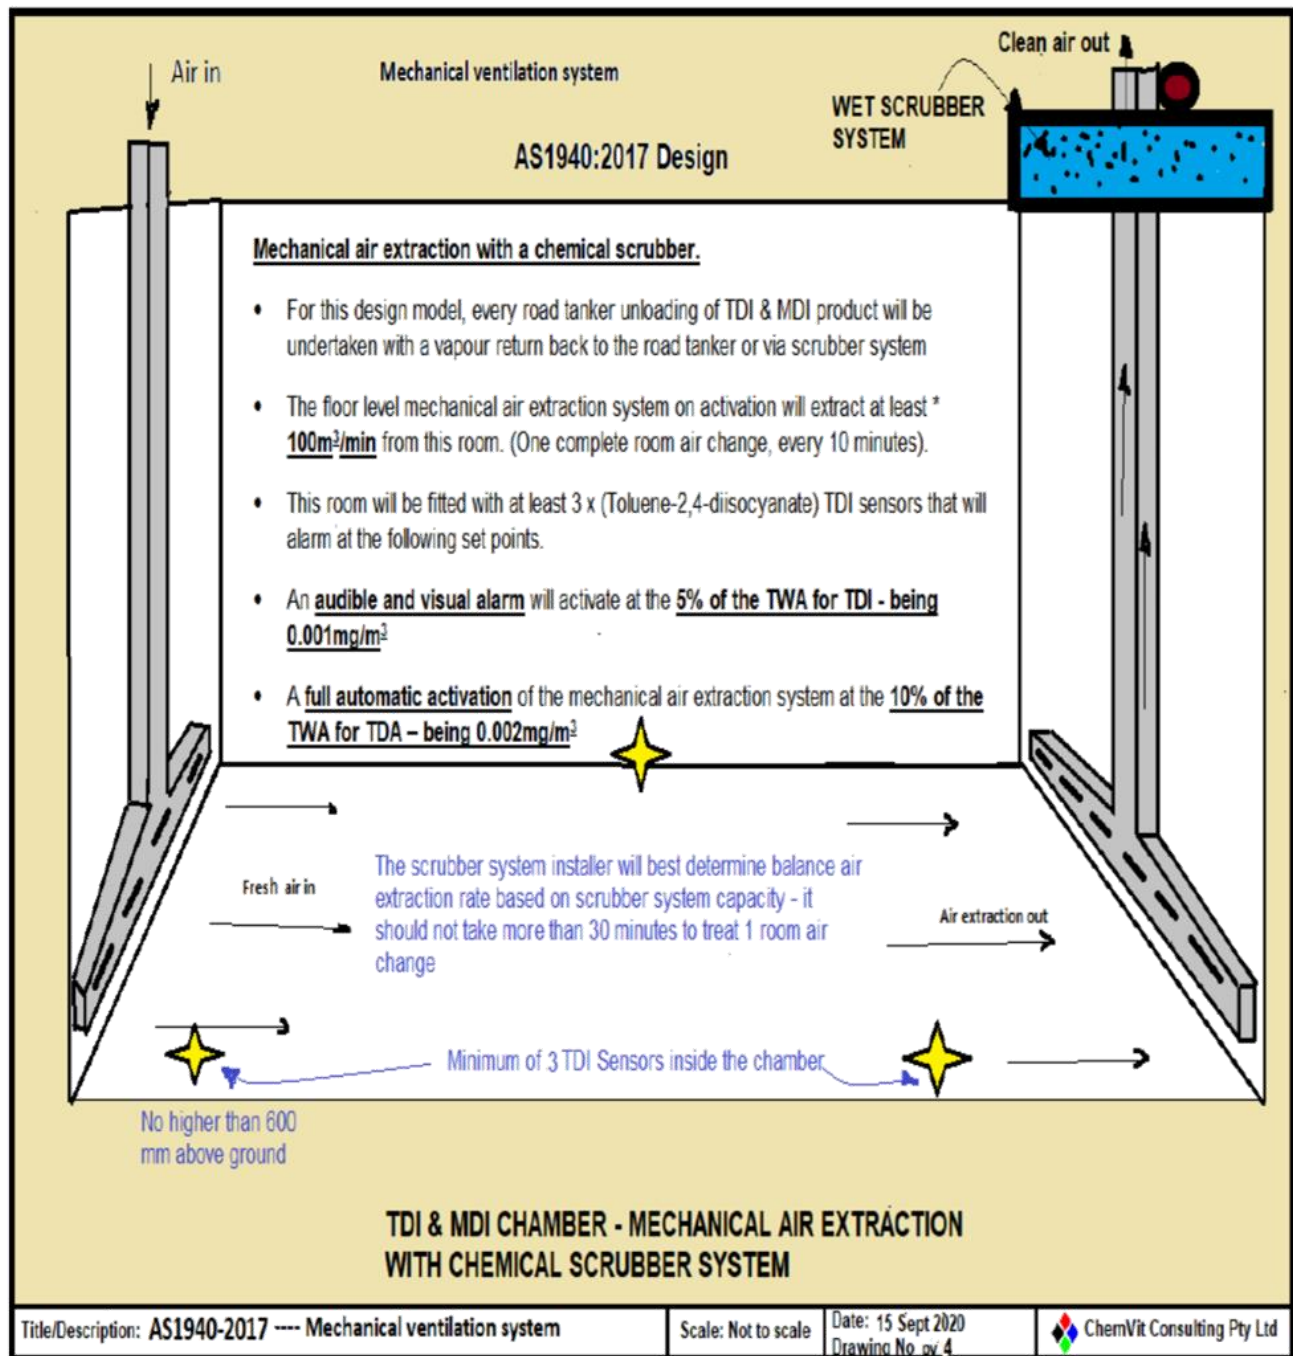 Air in
Mechanical ventilation system
Clean air out
WET SCRUBBER
SYSTEM
AS1940:2017 Design
Mechanical air extraction with a chemical scrubber.
• For this design model, every road tanker unloading of TDI & MDI product will be
undertaken with a vapour return back to the road tanker or via scrubber system
• The floor level mechanical air extraction system on activation will extract at least *
100m³/min from this room. (One complete room air change, every 10 minutes).
• This room will be fitted with at least 3 x (Toluene-2,4-diisocyanate) TDI sensors that will
alarm at the following set points.
• An audible and visual alarm will activate at the 5% of the TWA for TDI - being
0.001mg/m³
• A full automatic activation of the mechanical air extraction system at the 10% of the
TWA for TDA – being 0.002mg/m³
The scrubber system installer will best determine balance air
extraction rate based on scrubber system capacity - it
should not take more than 30 minutes to treat 1 room air
change
Fresh air in
Air extraction out
Minimum of 3 TDI Sensors inside the chamber
No higher than 600
mm above ground
TDI & MDI CHAMBER - MECHANICAL AIR EXTRACTION
WITH CHEMICAL SCRUBBER SYSTEM
Title/Description: AS1940-2017 ---- Mechanical ventilation system
Scale: Not to scale
Date: 15 Sept 2020
Drawing No pv 4
ChemVit Consulting Pty Ltd